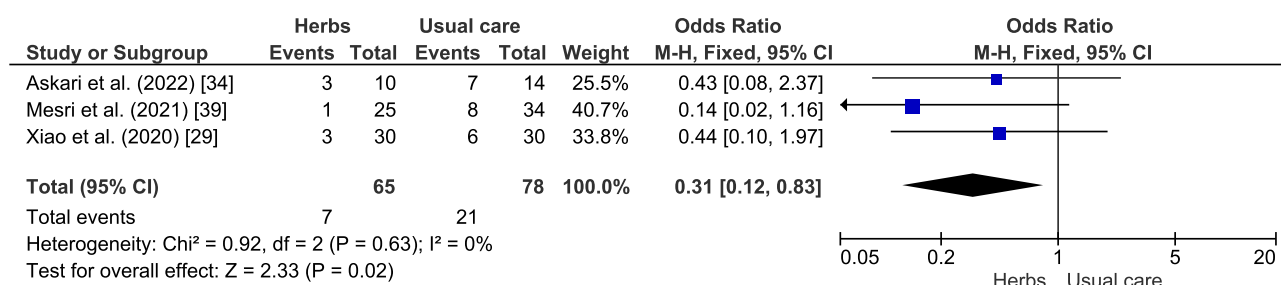 Herbs Usual care Odds Ratio Odds Ratio
Study or Subgroup Events Total Events Total Weight M-H, Fixed, 95% CI M-H, Fixed, 95% CI
Askari et al. (2022) [34] 3 10 7 14 25.5% 0.43 [0.08, 2.37]
Mesri et al. (2021) [39] 1 25 8 34 40.7% 0.14 [0.02, 1.16]
Xiao et al. (2020) [29] 3 30 6 30 33.8% 0.44 [0.10, 1.97]
Total (95% CI) 65 78 100.0% 0.31 [0.12, 0.83]
Total events 7 21
Heterogeneity: Chi² = 0.92, df = 2 (P = 0.63); I² = 0%
Test for overall effect: Z = 2.33 (P = 0.02)
0.05 0.2 1 5 20
Herbs Usual care